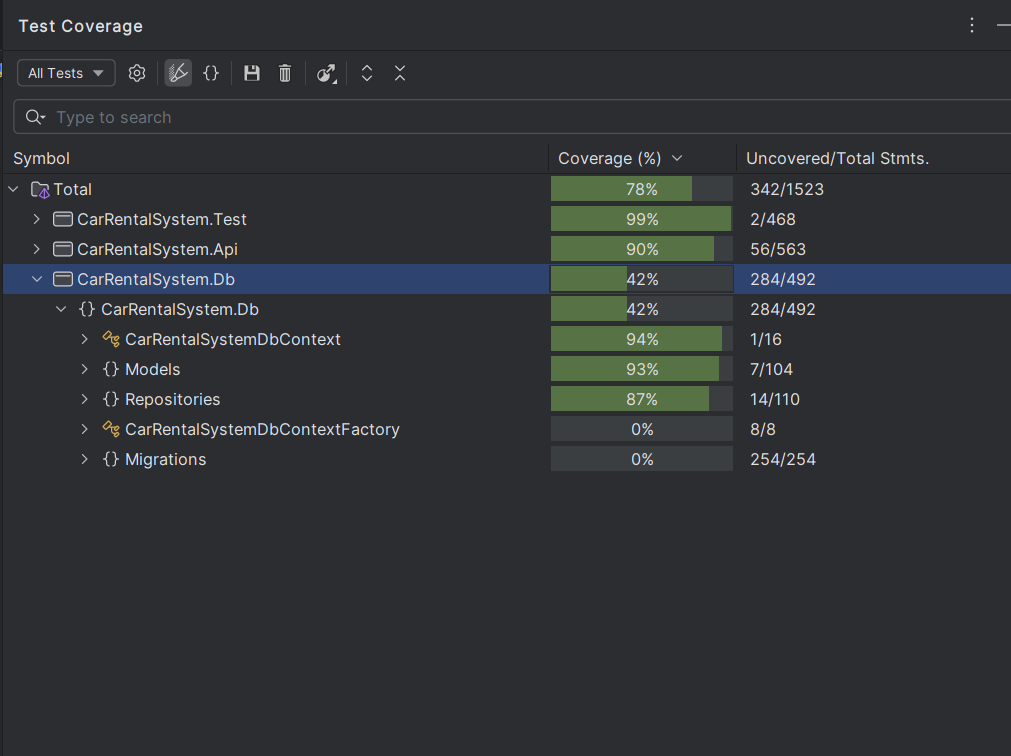 Test Coverage
All Tests
Type to search
Symbol Coverage (%) Uncovered/Total Stmts.
Total 78% 342/1523
CarRentalSystem.Test 99% 2/468
CarRentalSystem.Api 90% 56/563
CarRentalSystem.Db 42% 284/492
{} CarRentalSystem.Db 42% 284/492
CarRentalSystemDbContext 94% 1/16
{} Models 93% 7/104
{} Repositories 87% 14/110
CarRentalSystemDbContextFactory 0% 8/8
{} Migrations 0% 254/254